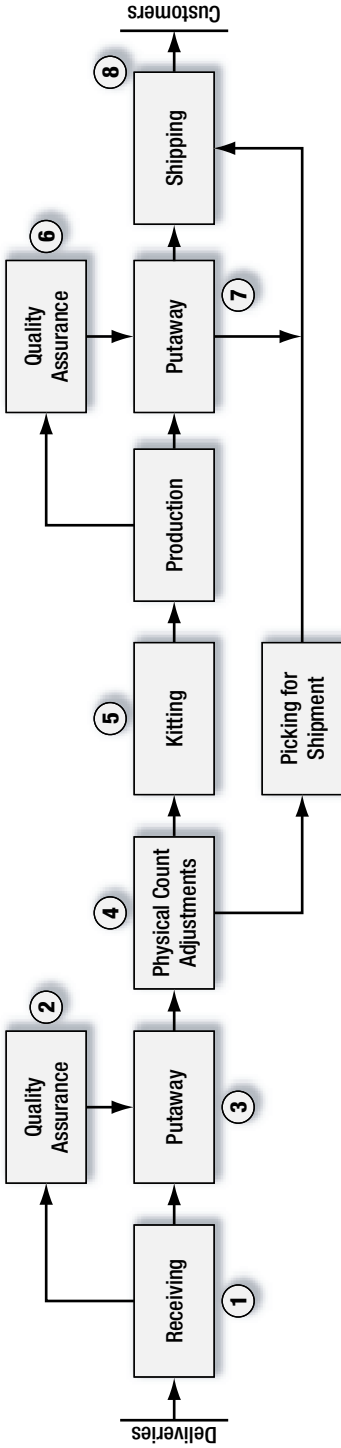 Deliveries
Receiving
1
Quality
Assurance
2
Putaway
3
Physical Count
Adjustments
4
Kitting
5
Picking for
Shipment
Production
Quality
Assurance
6
Putaway
7
Shipping
8
Customers